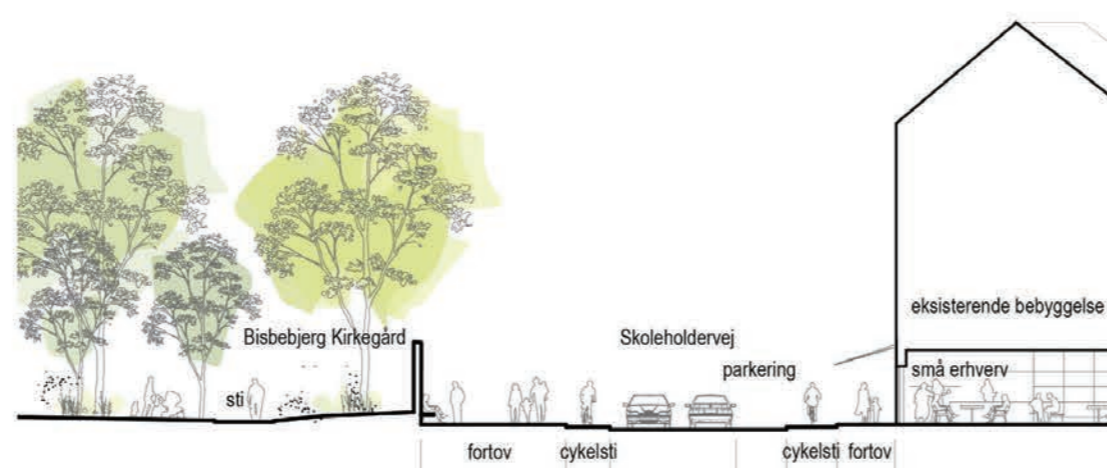 eksisterende bebyggelse
Bisbebjerg Kirkegård
Skoleholdervej
parkering
små erhverv
sti
fortov
cykelsti
cykelsti
fortov